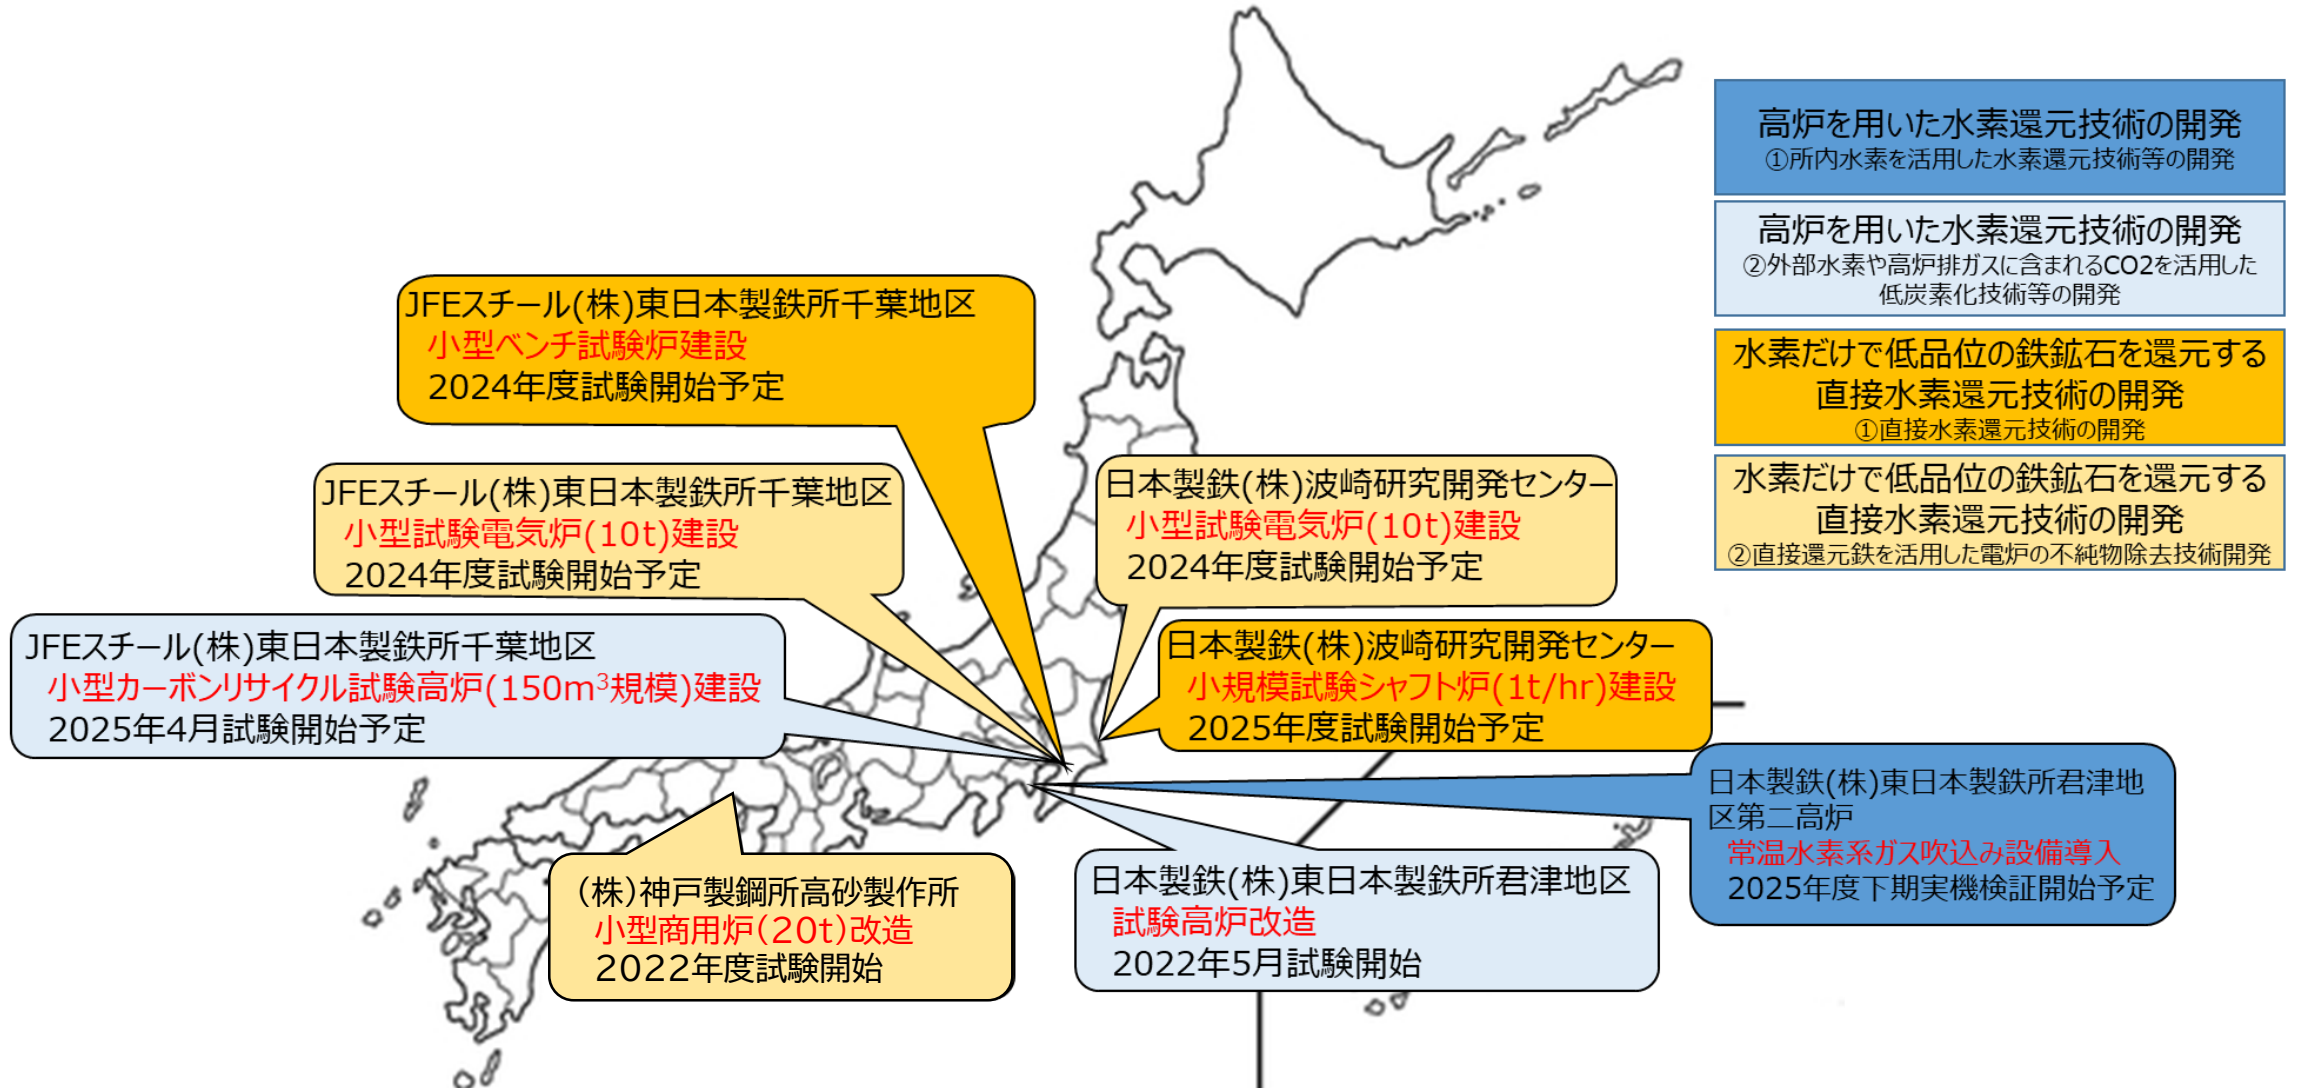 高炉を用いた水素還元技術の開発
①所内水素を活用した水素還元技術等の開発
高炉を用いた水素還元技術の開発
②外部水素や高炉排ガスに含まれるCO2を活用した
低炭素化技術等の開発
水素だけで低品位の鉄鉱石を還元する
直接水素還元技術の開発
①直接水素還元技術の開発
水素だけで低品位の鉄鉱石を還元する
直接水素還元技術の開発
②直接還元鉄を活用した電炉の不純物除去技術開発
JFEスチール(株)東日本製鉄所千葉地区
小型ベンチ試験炉建設
2024年度試験開始予定
JFEスチール(株)東日本製鉄所千葉地区
小型試験電気炉(10t)建設
2024年度試験開始予定
日本製鉄(株)波崎研究開発センター
小型試験電気炉(10t)建設
2024年度試験開始予定
JFEスチール(株)東日本製鉄所千葉地区
小型カーボンリサイクル試験高炉(150m³規模)建設
2025年4月試験開始予定
日本製鉄(株)波崎研究開発センター
小規模試験シャフト炉(1t/hr)建設
2025年度試験開始予定
日本製鉄(株)東日本製鉄所君津地
区第二高炉
常温水素系ガス吹込み設備導入
2025年度下期実機検証開始予定
(株)神戸製鋼所高砂製作所
小型商用炉(20t)改造
2022年度試験開始
日本製鉄(株)東日本製鉄所君津地区
試験高炉改造
2022年5月試験開始